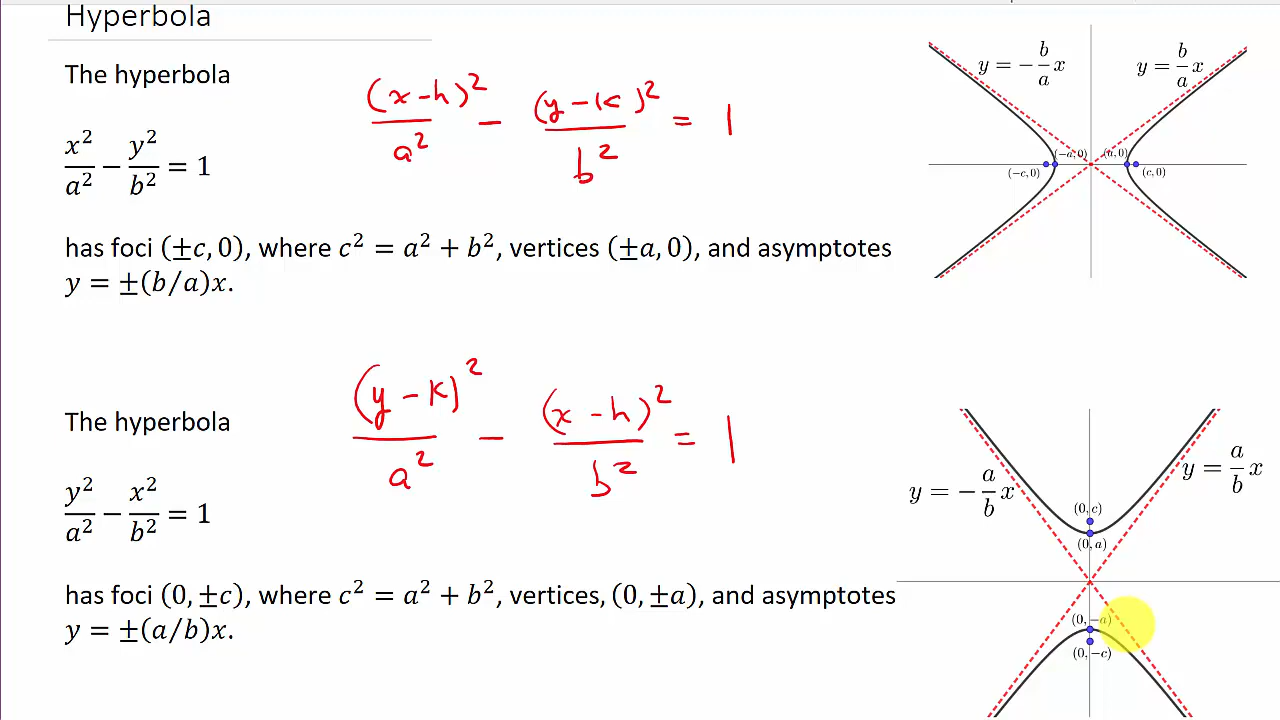 Hyperbola
The hyperbola
(x-h)²/a² - (y-k)²/b² = 1
x²/a² - y²/b² = 1
has foci (±c, 0), where c² = a² + b², vertices (±a, 0), and asymptotes
y = ±(b/a)x.
y = -b/a x
y = b/a x
(-a, 0)
(a, 0)
(-c, 0)
(c, 0)
The hyperbola
(y-k)²/a² - (x-h)²/b² = 1
y²/a² - x²/b² = 1
has foci (0, ±c), where c² = a² + b², vertices, (0, ±a), and asymptotes
y = ±(a/b)x.
y = -a/b x
y = a/b x
(0, c)
(0, a)
(0, -a)
(0, -c)